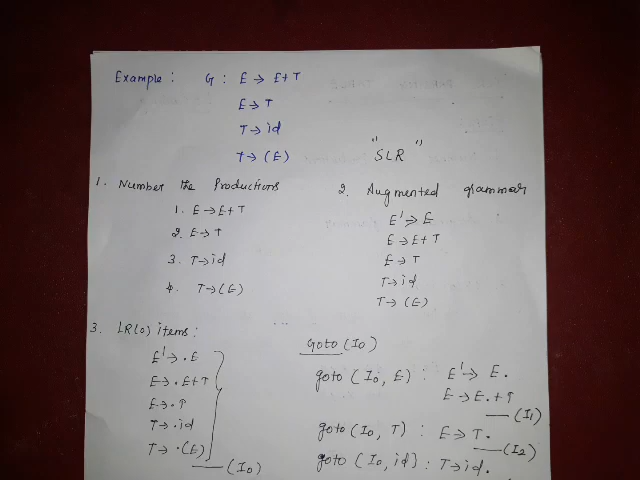 Example : G : E → E+T
E → T
T → id
T → (E)
"SLR"
1. Number the Productions
1. E → E+T
2. E → T
3. T → id
4. T → (E)
2. Augmented grammar
E' → E
E → E+T
E → T
T → id
T → (E)
3. LR(0) items :
E' → .E
E → .E+T
E → .T
T → .id
T → .(E)
(I0)
Goto (I0)
goto (I0, E) : E' → E.
E → E.+T
(I1)
goto (I0, T) : E → T.
(I2)
goto (I0, id) : T → id.